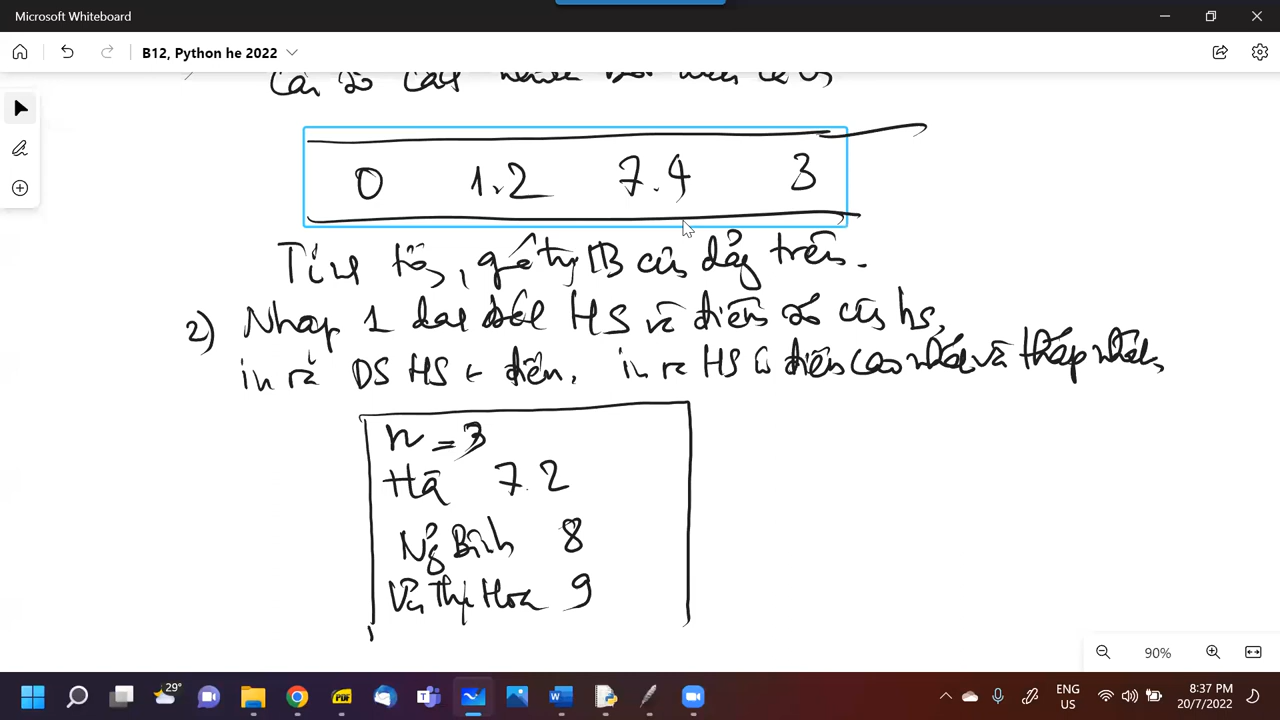 Microsoft Whiteboard
B12, Python he 2022
0 1.2 7.4 3
Tính tổng, giá trị TB của dãy trên.
2) Nhập 1 HS và điểm số của hs,
in ra DS HS + điểm. in ra HS có điểm cao nhất và thấp nhất
n = 3
Hà 7.2
Ng Bình 8
Vũ Thị Hoa 9
90%
29°
ENG
US
8:37 PM
20/7/2022